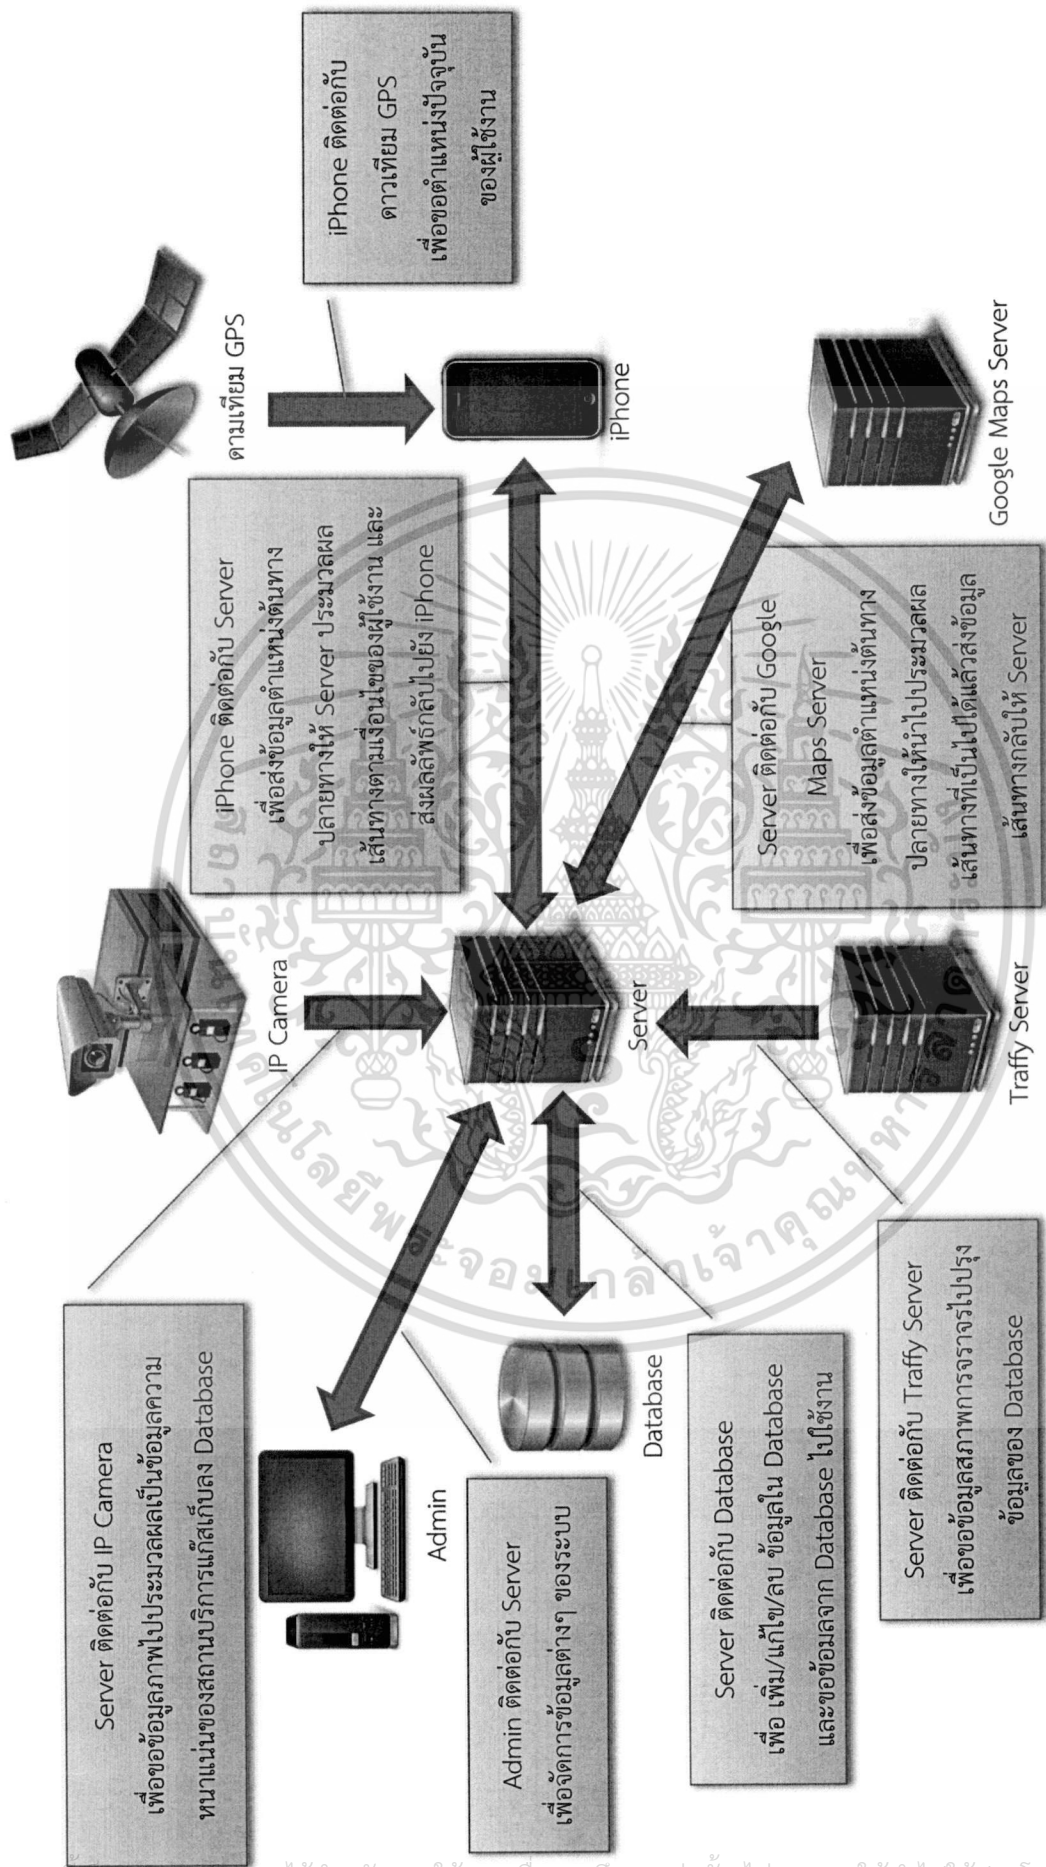 Server ติดต่อกับ IP Camera
เพื่อขอข้อมูลภาพไปประมวลผลเป็นข้อมูลความ
หนาแน่นของสถานบริการแก๊สเก็บลง Database
IP Camera
iPhone ติดต่อกับ Server
เพื่อส่งข้อมูลตำแหน่งต้นทาง
ปลายทางให้ Server ประมวลผล
เส้นทางตามเงื่อนไขของผู้ใช้งาน และ
ส่งผลลัพธ์กลับไปยัง iPhone
ดามเทียม GPS
iPhone ติดต่อกับ
ดาวเทียม GPS
เพื่อขอตำแหน่งปัจจุบัน
ของผู้ใช้งาน
Admin
Server
iPhone
Admin ติดต่อกับ Server
เพื่อจัดการข้อมูลต่างๆ ของระบบ
Database
Server ติดต่อกับ Database
เพื่อ เพิ่ม/แก้ไข/ลบ ข้อมูลใน Database
และขอข้อมูลจาก Database ไปใช้งาน
Server ติดต่อกับ Google
Maps Server
เพื่อส่งข้อมูลตำแหน่งต้นทาง
ปลายทางให้นำไปประมวลผล
เส้นทางที่เป็นไปได้แล้วส่งข้อมูล
เส้นทางกลับให้ Server
Google Maps Server
Traffy Server
Server ติดต่อกับ Traffy Server
เพื่อขอข้อมูลสภาพการจราจรไปปรุง
ข้อมูลของ Database